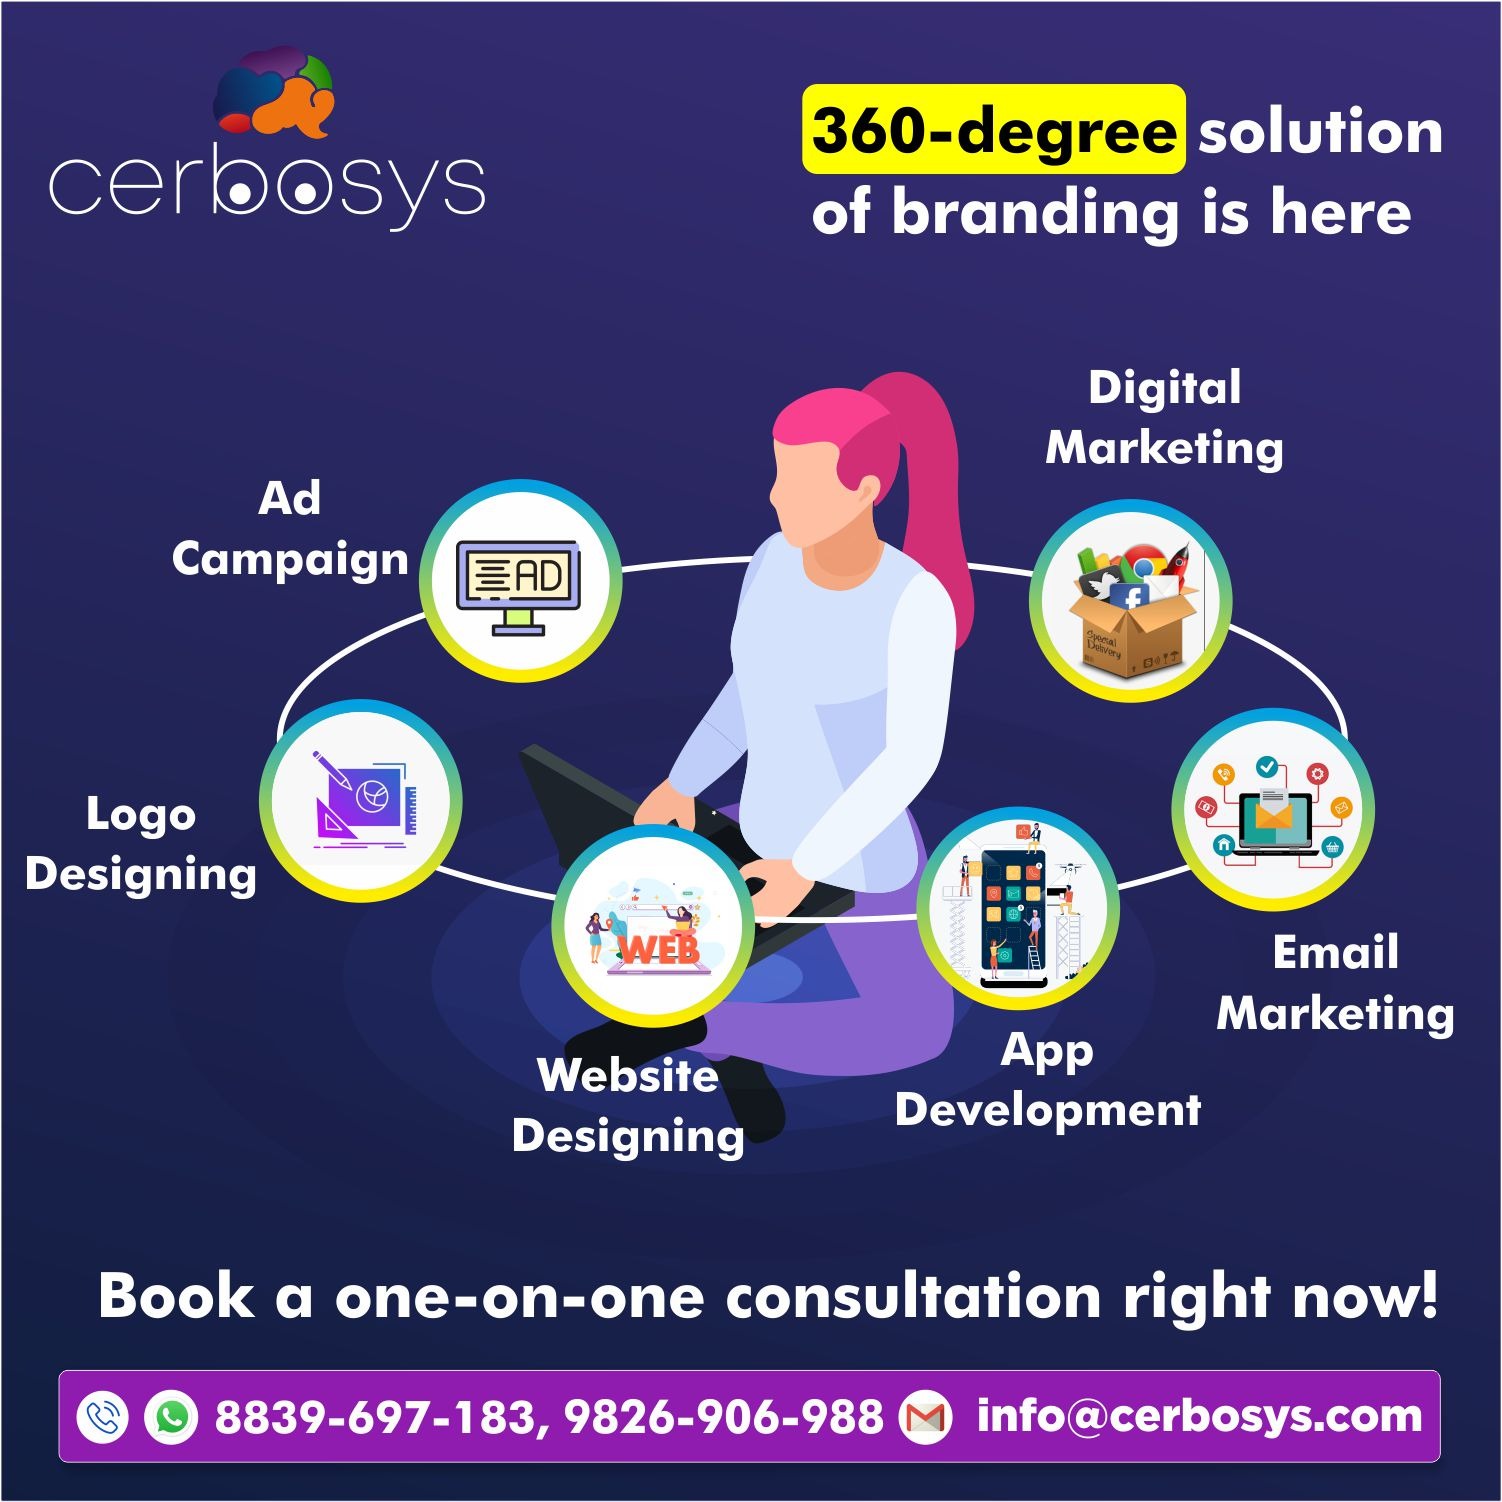 cerbosys
360-degree solution
of branding is here
Digital
Marketing
Ad
Campaign
AD
Special
Delivery
Logo
Designing
WEB
Email
Marketing
App
Development
Website
Designing
Book a one-on-one consultation right now!
8839-697-183, 9826-906-988 info@cerbosys.com